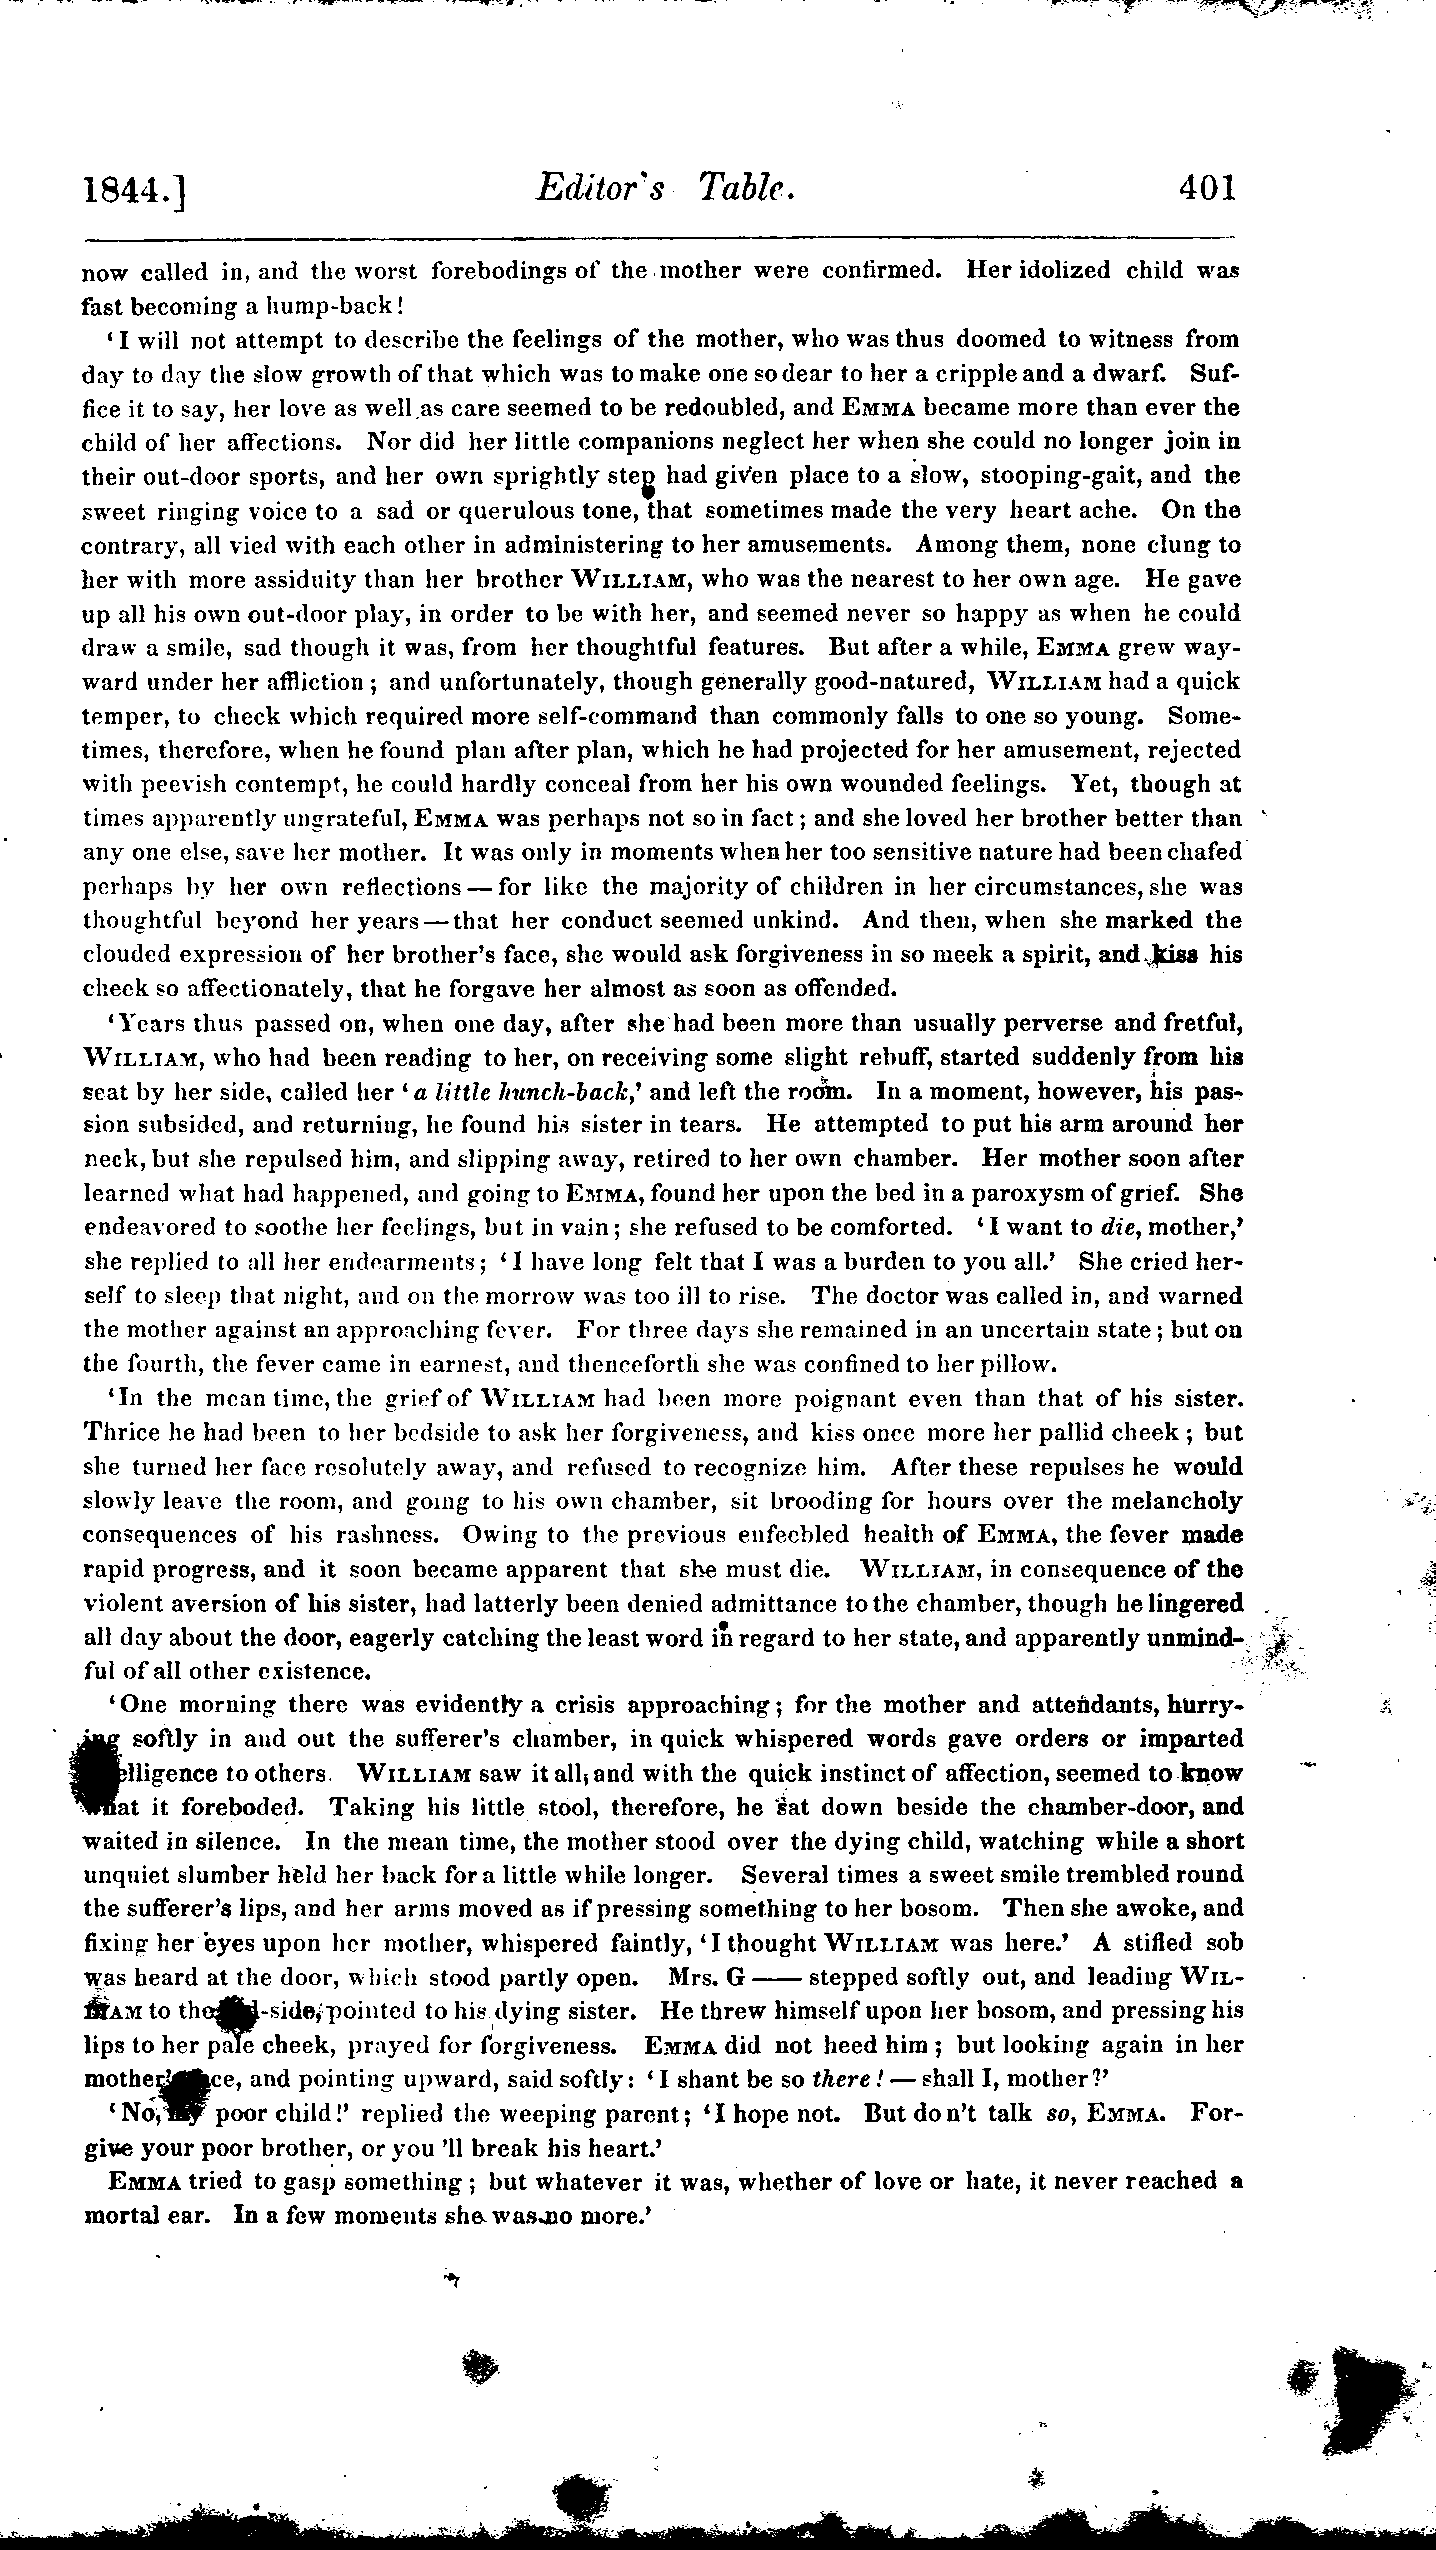 1844.] Editor's Table. 401
now called in, and the worst forebodings of the mother were confirmed. Her idolized child was
fast becoming a hump-back!
'I will not attempt to describe the feelings of the mother, who was thus doomed to witness from
day to day the slow growth of that which was to make one so dear to her a cripple and a dwarf. Suf-
fice it to say, her love as well as care seemed to be redoubled, and EMMA became more than ever the
child of her affections. Nor did her little companions neglect her when she could no longer join in
their out-door sports, and her own sprightly step had given place to a slow, stooping-gait, and the
sweet ringing voice to a sad or querulous tone, that sometimes made the very heart ache. On the
contrary, all vied with each other in administering to her amusements. Among them, none clung to
her with more assiduity than her brother WILLIAM, who was the nearest to her own age. He gave
up all his own out-door play, in order to be with her, and seemed never so happy as when he could
draw a smile, sad though it was, from her thoughtful features. But after a while, EMMA grew way-
ward under her affliction; and unfortunately, though generally good-natured, WILLIAM had a quick
temper, to check which required more self-command than commonly falls to one so young. Some-
times, therefore, when he found plan after plan, which he had projected for her amusement, rejected
with peevish contempt, he could hardly conceal from her his own wounded feelings. Yet, though at
times apparently ungrateful, EMMA was perhaps not so in fact; and she loved her brother better than
any one else, save her mother. It was only in moments when her too sensitive nature had been chafed
perhaps by her own reflections — for like the majority of children in her circumstances, she was
thoughtful beyond her years — that her conduct seemed unkind. And then, when she marked the
clouded expression of her brother's face, she would ask forgiveness in so meek a spirit, and kiss his
cheek so affectionately, that he forgave her almost as soon as offended.
'Years thus passed on, when one day, after she had been more than usually perverse and fretful,
WILLIAM, who had been reading to her, on receiving some slight rebuff, started suddenly from his
seat by her side, called her 'a little hunch-back,' and left the room. In a moment, however, his pas-
sion subsided, and returning, he found his sister in tears. He attempted to put his arm around her
neck, but she repulsed him, and slipping away, retired to her own chamber. Her mother soon after
learned what had happened, and going to EMMA, found her upon the bed in a paroxysm of grief. She
endeavored to soothe her feelings, but in vain; she refused to be comforted. 'I want to die, mother,'
she replied to all her endearments; 'I have long felt that I was a burden to you all.' She cried her-
self to sleep that night, and on the morrow was too ill to rise. The doctor was called in, and warned
the mother against an approaching fever. For three days she remained in an uncertain state; but on
the fourth, the fever came in earnest, and thenceforth she was confined to her pillow.
'In the mean time, the grief of WILLIAM had been more poignant even than that of his sister.
Thrice he had been to her bedside to ask her forgiveness, and kiss once more her pallid cheek; but
she turned her face resolutely away, and refused to recognize him. After these repulses he would
slowly leave the room, and going to his own chamber, sit brooding for hours over the melancholy
consequences of his rashness. Owing to the previous enfeebled health of EMMA, the fever made
rapid progress, and it soon became apparent that she must die. WILLIAM, in consequence of the
violent aversion of his sister, had latterly been denied admittance to the chamber, though he lingered
all day about the door, eagerly catching the least word in regard to her state, and apparently unmind-
ful of all other existence.
'One morning there was evidently a crisis approaching; for the mother and attendants, hurry-
ing softly in and out the sufferer's chamber, in quick whispered words gave orders or imparted
elligence to others. WILLIAM saw it all, and with the quick instinct of affection, seemed to know
what it foreboded. Taking his little stool, therefore, he sat down beside the chamber-door, and
waited in silence. In the mean time, the mother stood over the dying child, watching while a short
unquiet slumber held her back for a little while longer. Several times a sweet smile trembled round
the sufferer's lips, and her arms moved as if pressing something to her bosom. Then she awoke, and
fixing her eyes upon her mother, whispered faintly, 'I thought WILLIAM was here.' A stifled sob
was heard at the door, which stood partly open. Mrs. G —— stepped softly out, and leading WIL-
LIAM to the -side, pointed to his dying sister. He threw himself upon her bosom, and pressing his
lips to her pale cheek, prayed for forgiveness. EMMA did not heed him; but looking again in her
mother's face, and pointing upward, said softly: 'I shant be so there! — shall I, mother?'
'No, my poor child!' replied the weeping parent; 'I hope not. But do n't talk so, EMMA. For-
give your poor brother, or you 'll break his heart.'
EMMA tried to gasp something; but whatever it was, whether of love or hate, it never reached a
mortal ear. In a few moments she was no more.'